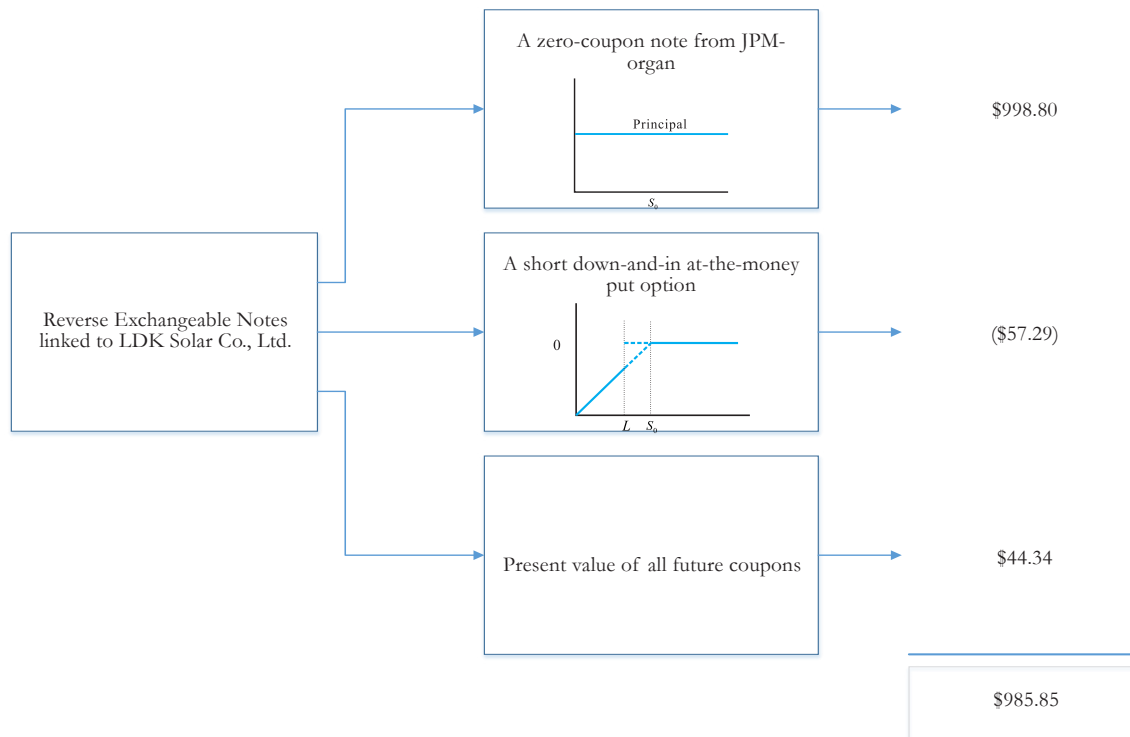 A zero-coupon note from JPM-
organ
Principal
S₀
$998.80
Reverse Exchangeable Notes
linked to LDK Solar Co., Ltd.
A short down-and-in at-the-money
put option
0
L S₀
($57.29)
Present value of all future coupons
$44.34
$985.85